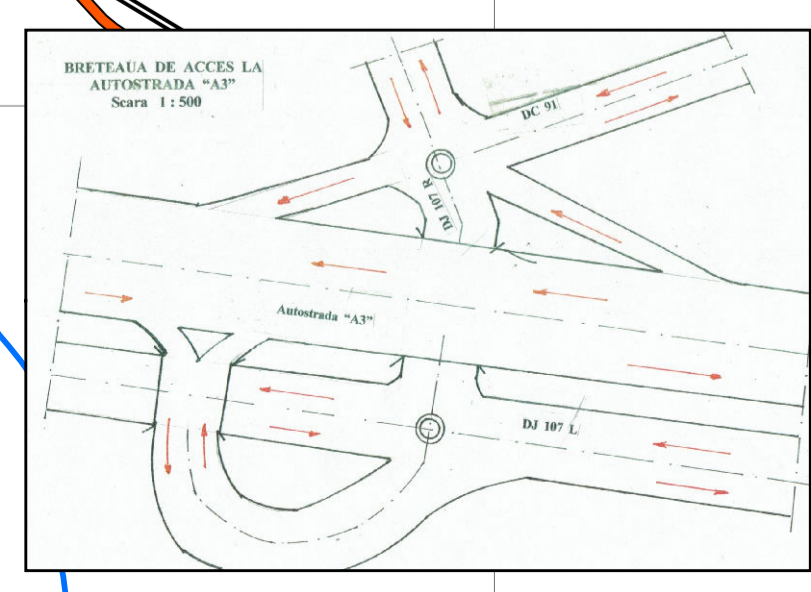 BRETEAUA DE ACCES LA
AUTOSTRADA “A3”
Scara 1 : 500
DC 91
DJ 107 R
Autostrada “A3”
DJ 107 L